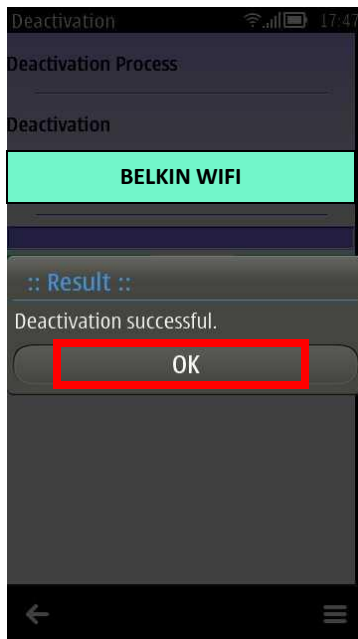 Deactivation 17:47
Deactivation Process
Deactivation
BELKIN WIFI
:: Result ::
Deactivation successful.
OK